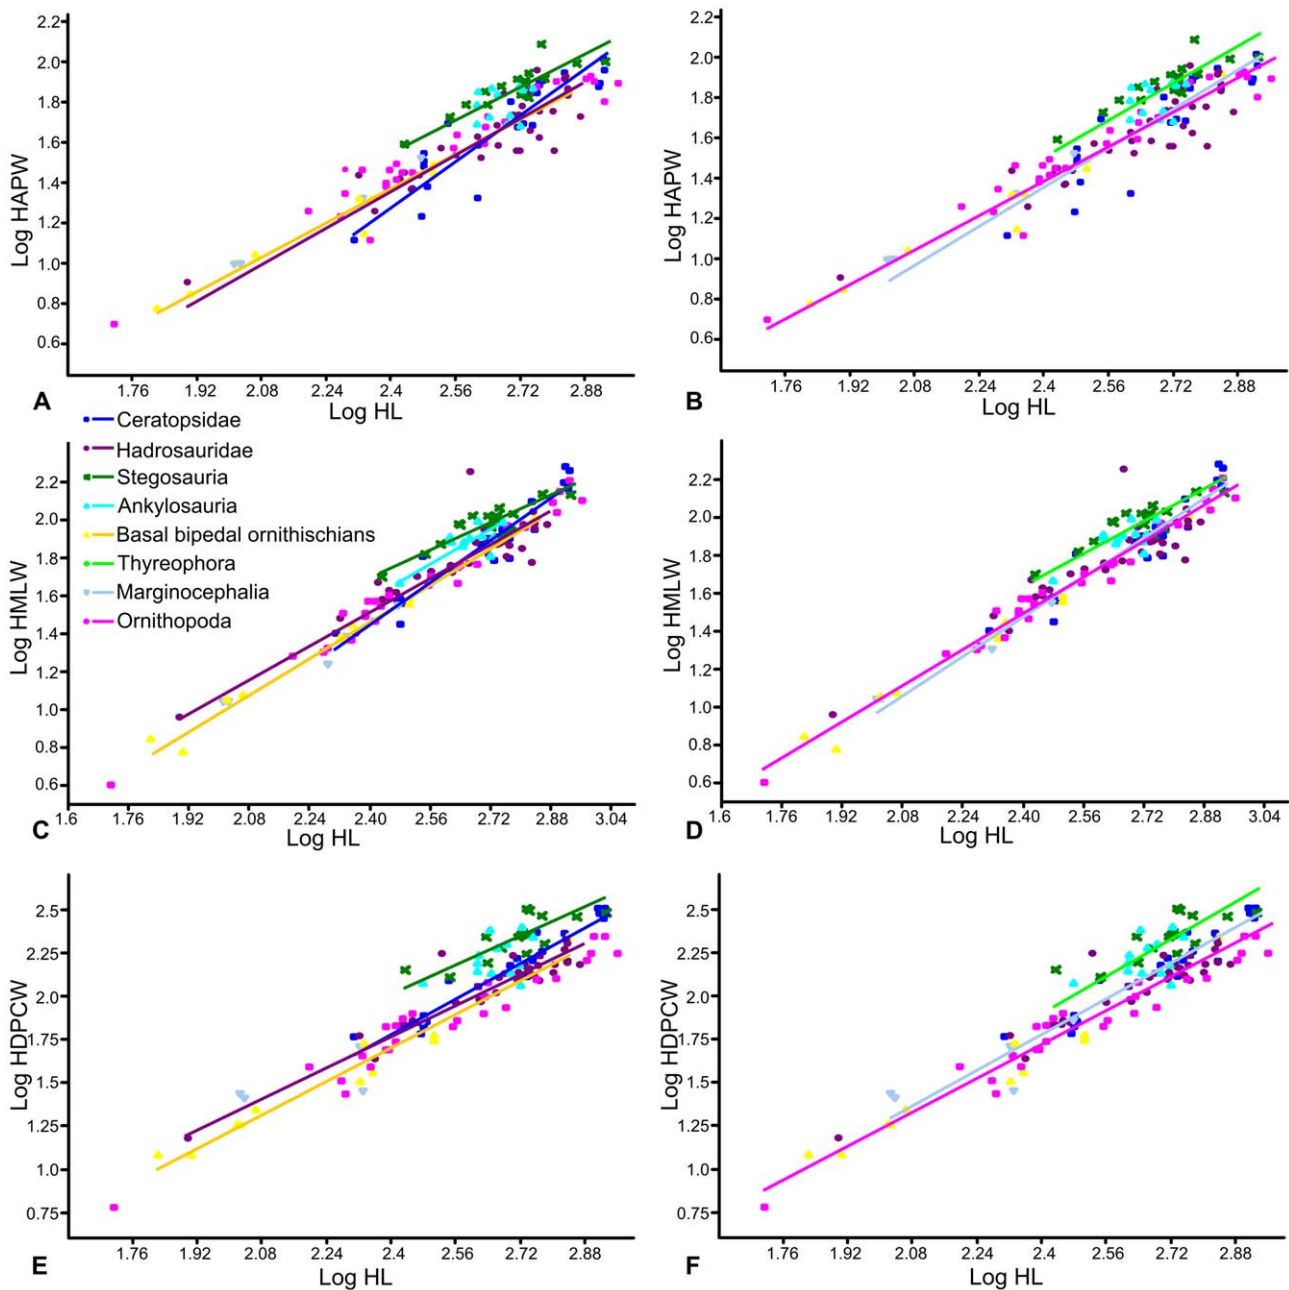 2.2
2.0
1.8
1.6
1.4
1.2
1.0
0.8
0.6
Log HAPW
1.76 1.92 2.08 2.24 2.4 2.56 2.72 2.88
A
Log HL
2.2
2.0
1.8
1.6
1.4
1.2
1.0
0.8
0.6
Log HAPW
1.76 1.92 2.08 2.24 2.4 2.56 2.72 2.88
B
Log HL
Ceratopsidae
Hadrosauridae
Stegosauria
Ankylosauria
Basal bipedal ornithischians
Thyreophora
Marginocephalia
Ornithopoda
2.2
2.0
1.8
1.6
1.4
1.2
1.0
0.8
0.6
Log HMLW
1.6 1.76 1.92 2.08 2.24 2.40 2.56 2.72 2.88 3.04
C
Log HL
2.2
2.0
1.8
1.6
1.4
1.2
1.0
0.8
0.6
Log HMLW
1.6 1.76 1.92 2.08 2.24 2.40 2.56 2.72 2.88 3.04
D
Log HL
2.5
2.25
2.0
1.75
1.5
1.25
1.0
0.75
Log HDPCW
1.76 1.92 2.08 2.24 2.4 2.56 2.72 2.88
E
Log HL
2.5
2.25
2.0
1.75
1.5
1.25
1.0
0.75
Log HDPCW
1.76 1.92 2.08 2.24 2.4 2.56 2.72 2.88
F
Log HL